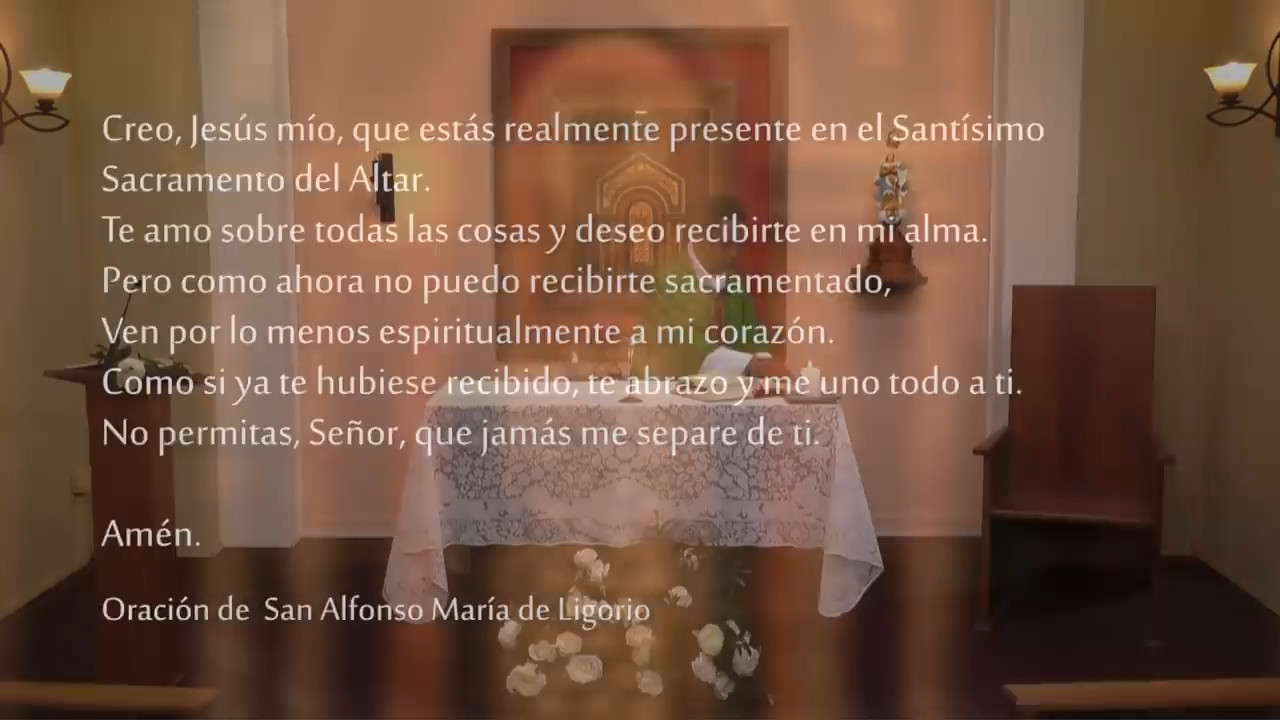 Creo, Jesús mío, que estás realmente presente en el Santísimo
Sacramento del Altar.
Te amo sobre todas las cosas y deseo recibirte en mi alma.
Pero como ahora no puedo recibirte sacramentado,
Ven por lo menos espiritualmente a mi corazón.
Como si ya te hubiese recibido, te abrazo y me uno todo a ti.
No permitas, Señor, que jamás me separe de ti.
Amén.
Oración de San Alfonso María de Ligorio